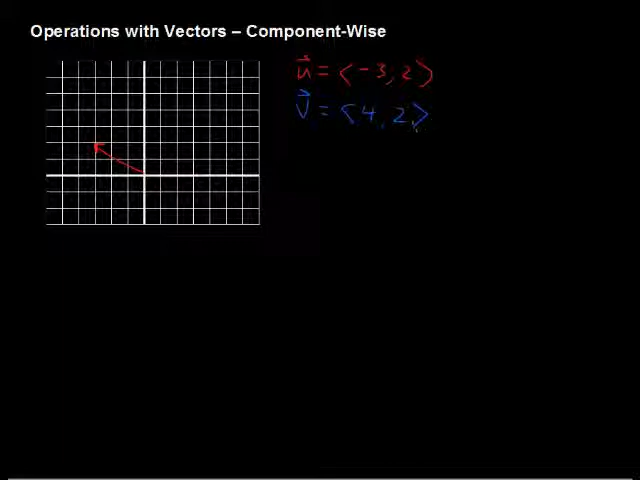 Operations with Vectors – Component-Wise
u⃗ = ⟨-3, 2⟩
v⃗ = ⟨4, 2⟩